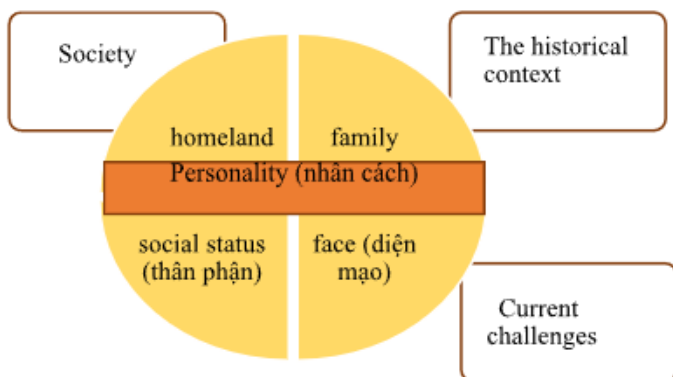 Society
The historical
context
homeland
family
Personality (nhân cách)
social status
(thân phận)
face (diện
mạo)
Current
challenges